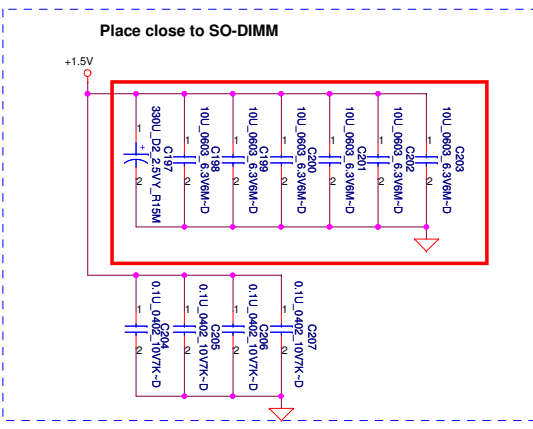 Place close to SO-DIMM
+1.5V
1
2
+
C197
330U_D2_2.5VY_R15M
1
2
C198
10U_0603_6.3V6M~D
1
2
C199
10U_0603_6.3V6M~D
1
2
C200
10U_0603_6.3V6M~D
1
2
C201
10U_0603_6.3V6M~D
1
2
C202
10U_0603_6.3V6M~D
1
2
C203
10U_0603_6.3V6M~D
1
2
C204
0.1U_0402_10V7K~D
1
2
C205
0.1U_0402_10V7K~D
1
2
C206
0.1U_0402_10V7K~D
1
2
C207
0.1U_0402_10V7K~D